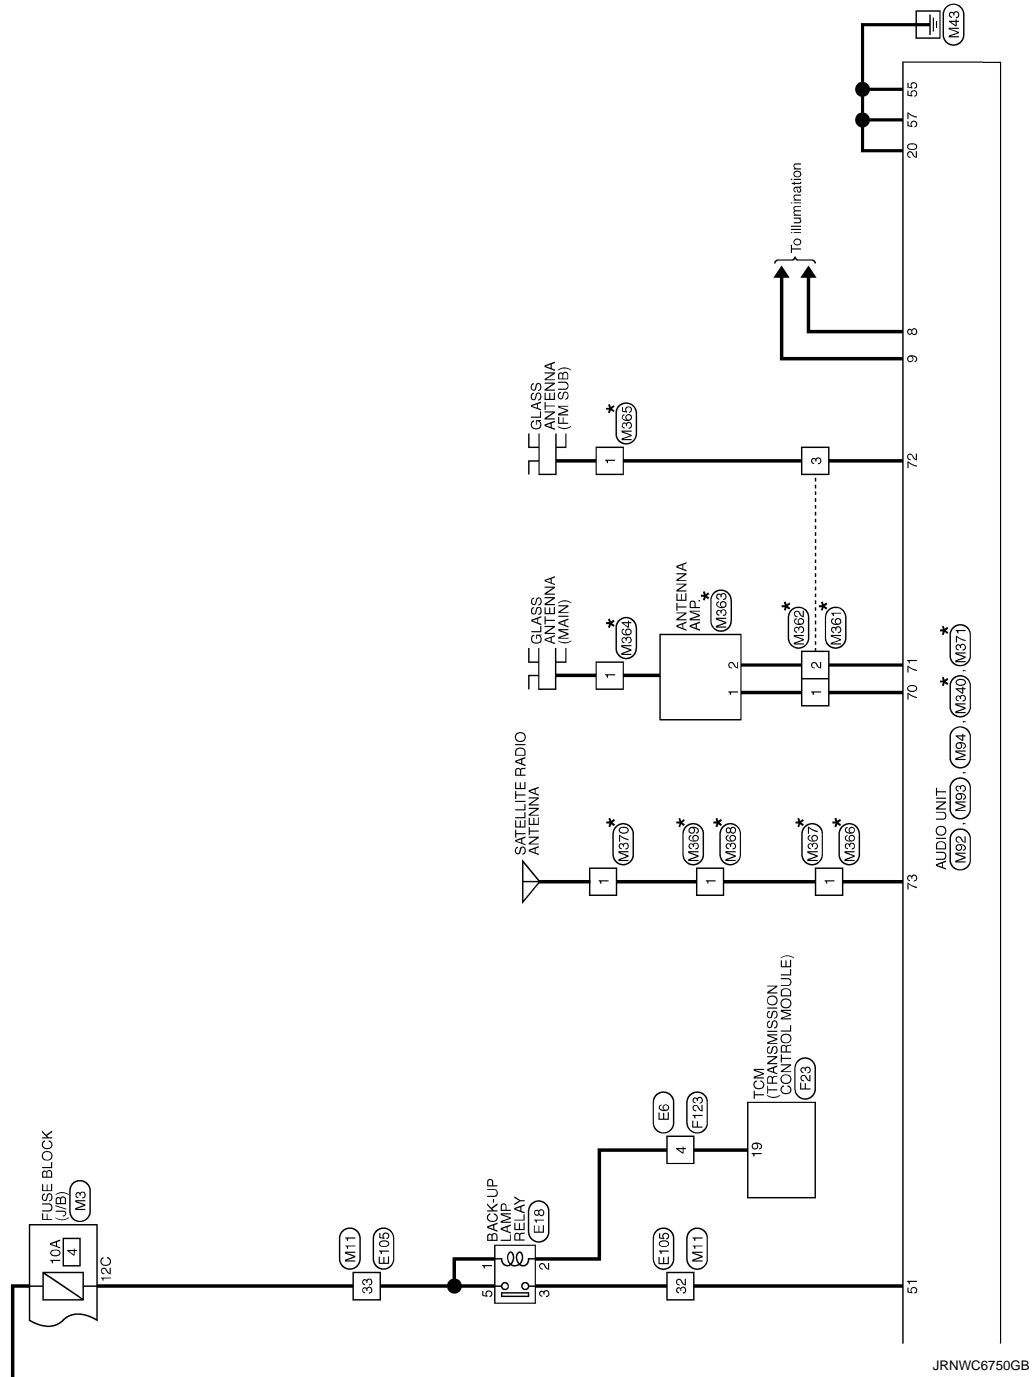 M43
55
57
20
To illumination
8
9
GLASS
ANTENNA
(FM SUB)
*
M365
1
3
72
GLASS
ANTENNA
(MAIN)
*
M364
1
ANTENNA
AMP.
*
M363
2
1
*
M362
*
M361
2
1
71
70
SATELLITE RADIO
ANTENNA
1
*
M370
1
*
M369
*
M368
1
*
M367
*
M366
73
AUDIO UNIT
M92 , M93 , M94 , *M340 , *M371
TCM
(TRANSMISSION
CONTROL MODULE)
F23
19
E6
4
F123
FUSE BLOCK
(J/B)
M3
10A
4
12C
M11
33
E105
BACK-UP
LAMP
RELAY
E18
1
2
5
3
E105
32
M11
51
JRNWC6750GB